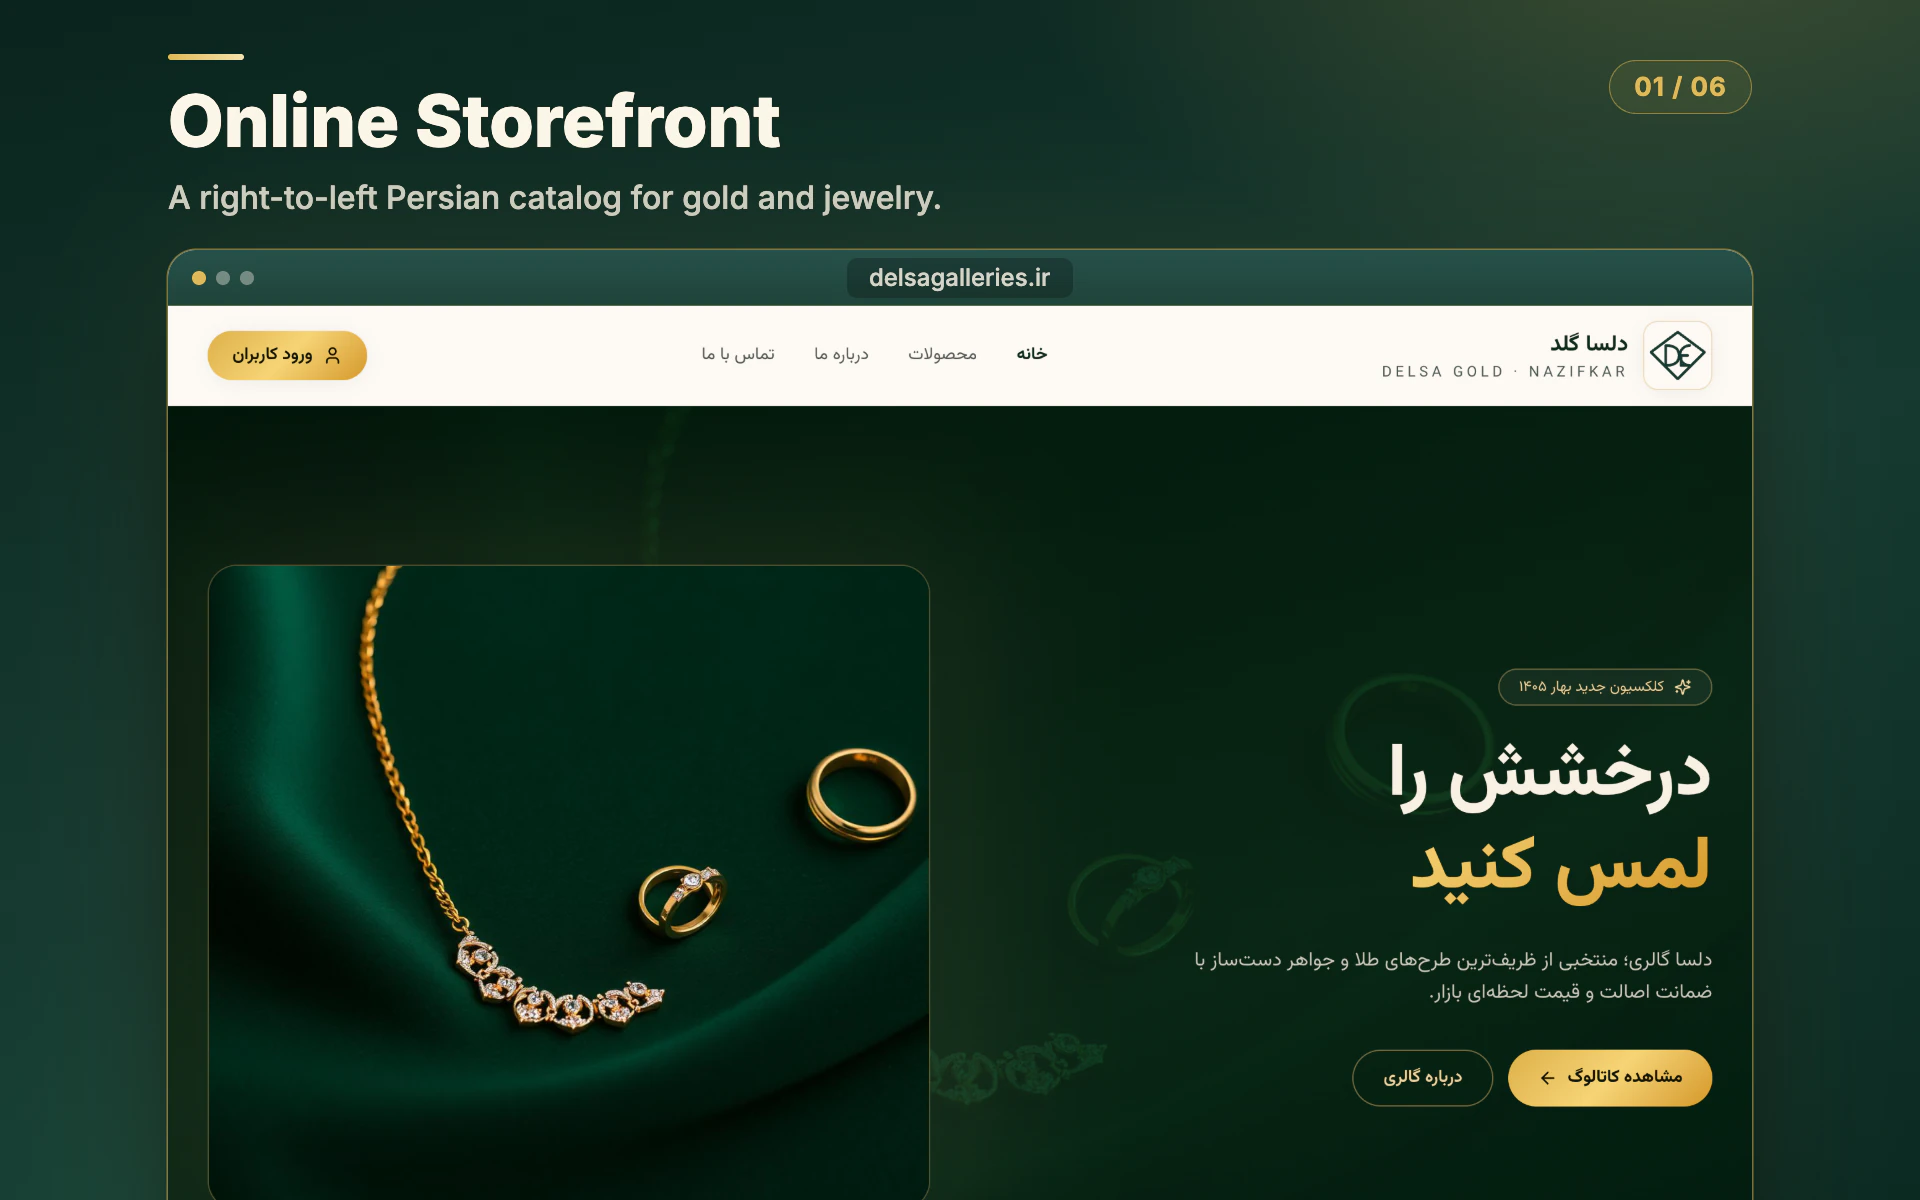 Online Storefront
01 / 06
A right-to-left Persian catalog for gold and jewelry.
delsagalleries.ir
دلسا گلد
DELSA GOLD · NAZIFKAR
DE
خانه
محصولات
درباره ما
تماس با ما
ورود کاربران
کلکسیون جدید بهار ۱۴۰۵
درخشش را
لمس کنید
دلسا گالری؛ منتخبی از ظریف‌ترین طرح‌های طلا و جواهر دست‌ساز با
ضمانت اصالت و قیمت لحظه‌ای بازار.
مشاهده کاتالوگ
درباره گالری